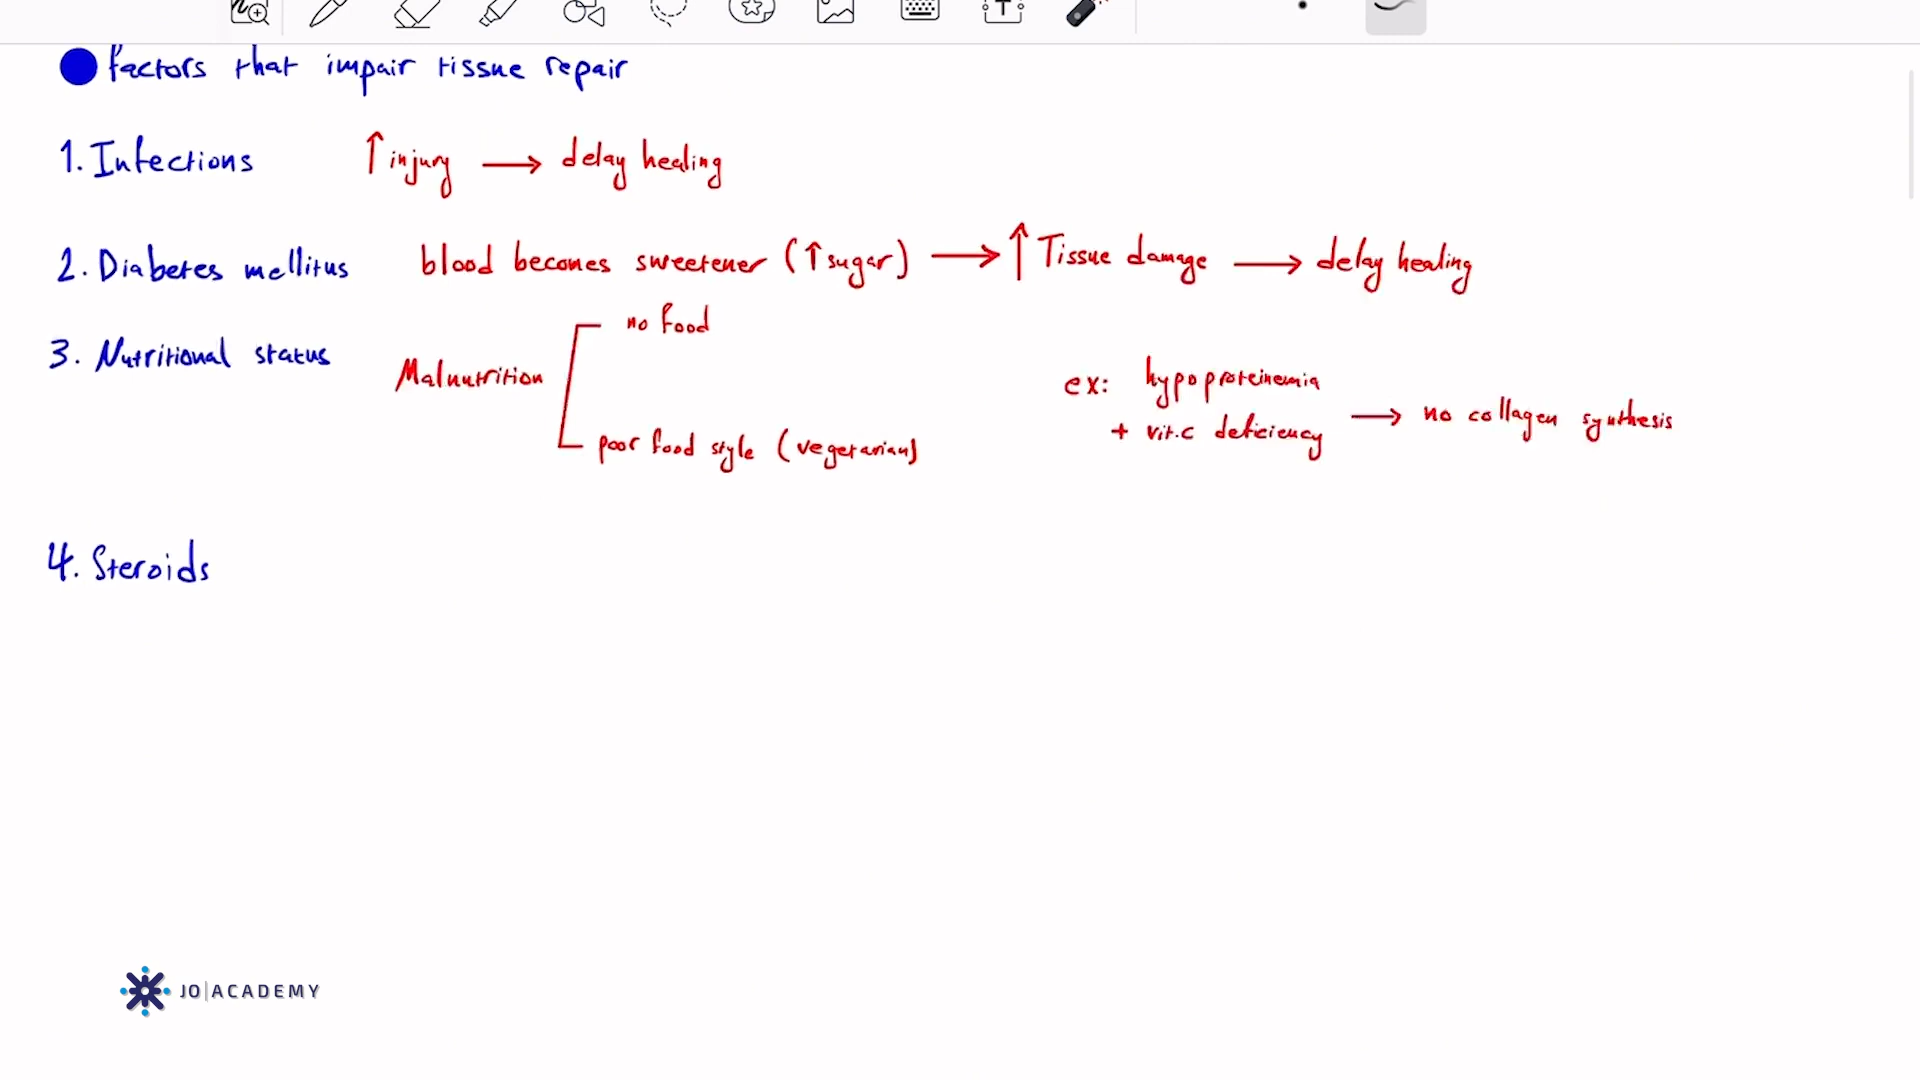 Factors that impair tissue repair
1. Infections ↑ injury → delay healing
2. Diabetes mellitus blood becomes sweetener (↑ sugar) → ↑ Tissue damage → delay healing
3. Nutritional status Malnutrition
no food
poor food style (vegetarian)
ex: hypoproteinemia
+ vit.c deficiency → no collagen synthesis
4. Steroids
JO|ACADEMY